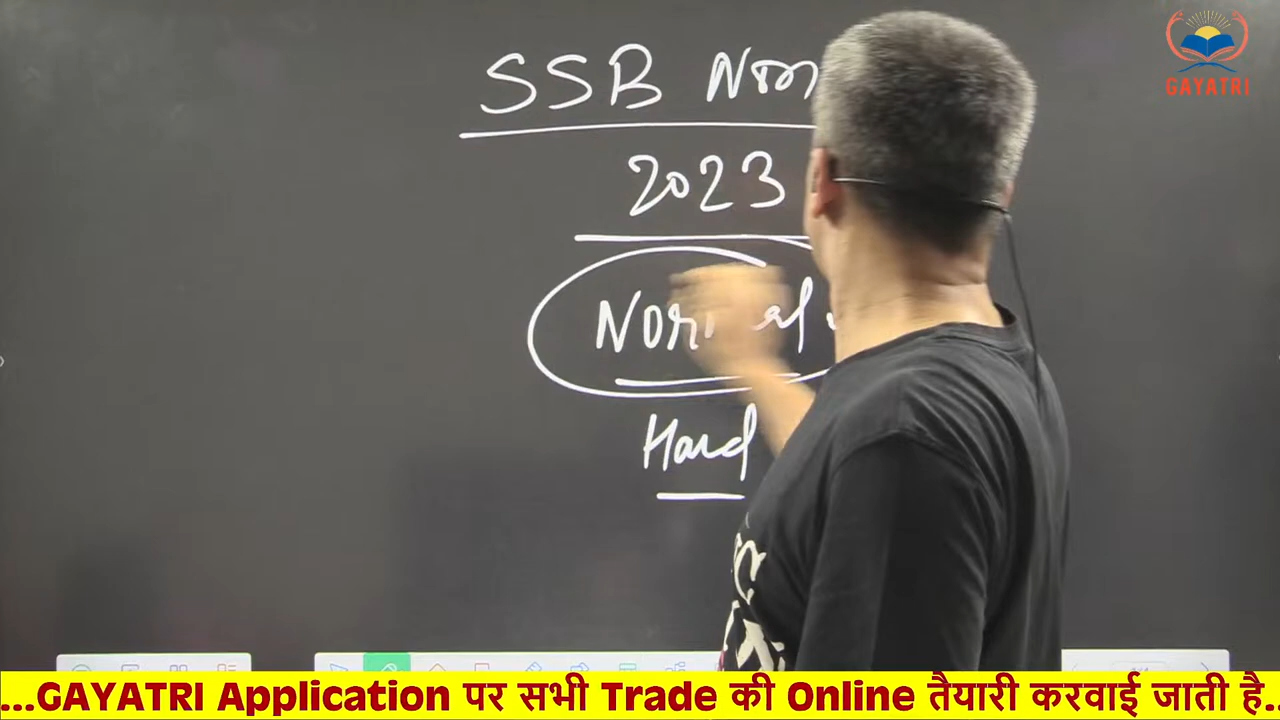 GAYATRI
SSB
2023
Hard
...GAYATRI Application पर सभी Trade की Online तैयारी करवाई जाती है..